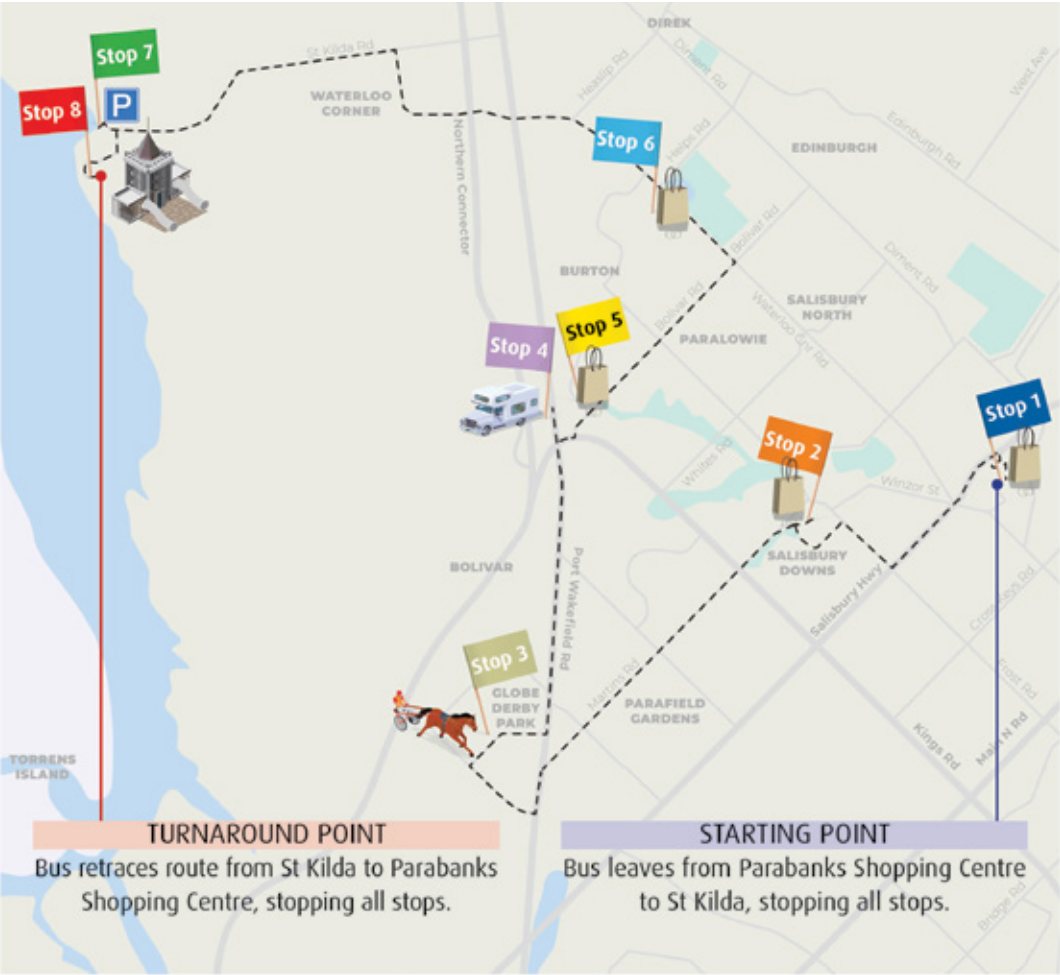 DIREK
Stop 7
St Kilda Rd
Diment Rd
West Ave
Heaslip Rd
Stop 8
P
WATERLOO
CORNER
Edinburgh Rd
Stop 6
Helps Rd
EDINBURGH
Northern Connector
Bolivar Rd
Diment Rd
BURTON
Bolivar Rd
SALISBURY
NORTH
Waterloo Cnr Rd
Stop 5
PARALOWIE
Stop 4
Stop 1
Stop 2
Whites Rd
Winzor St
SALISBURY
DOWNS
BOLIVAR
Port Wakefield Rd
Salisbury Hwy
Stop 3
Martins Rd
Frost Rd
GLOBE
DERBY
PARK
PARAFIELD
GARDENS
Kings Rd
Main N Rd
TORRENS
ISLAND
TURNAROUND POINT
Bus retraces route from St Kilda to Parabanks
Shopping Centre, stopping all stops.
STARTING POINT
Bus leaves from Parabanks Shopping Centre
to St Kilda, stopping all stops.
Bridge Rd